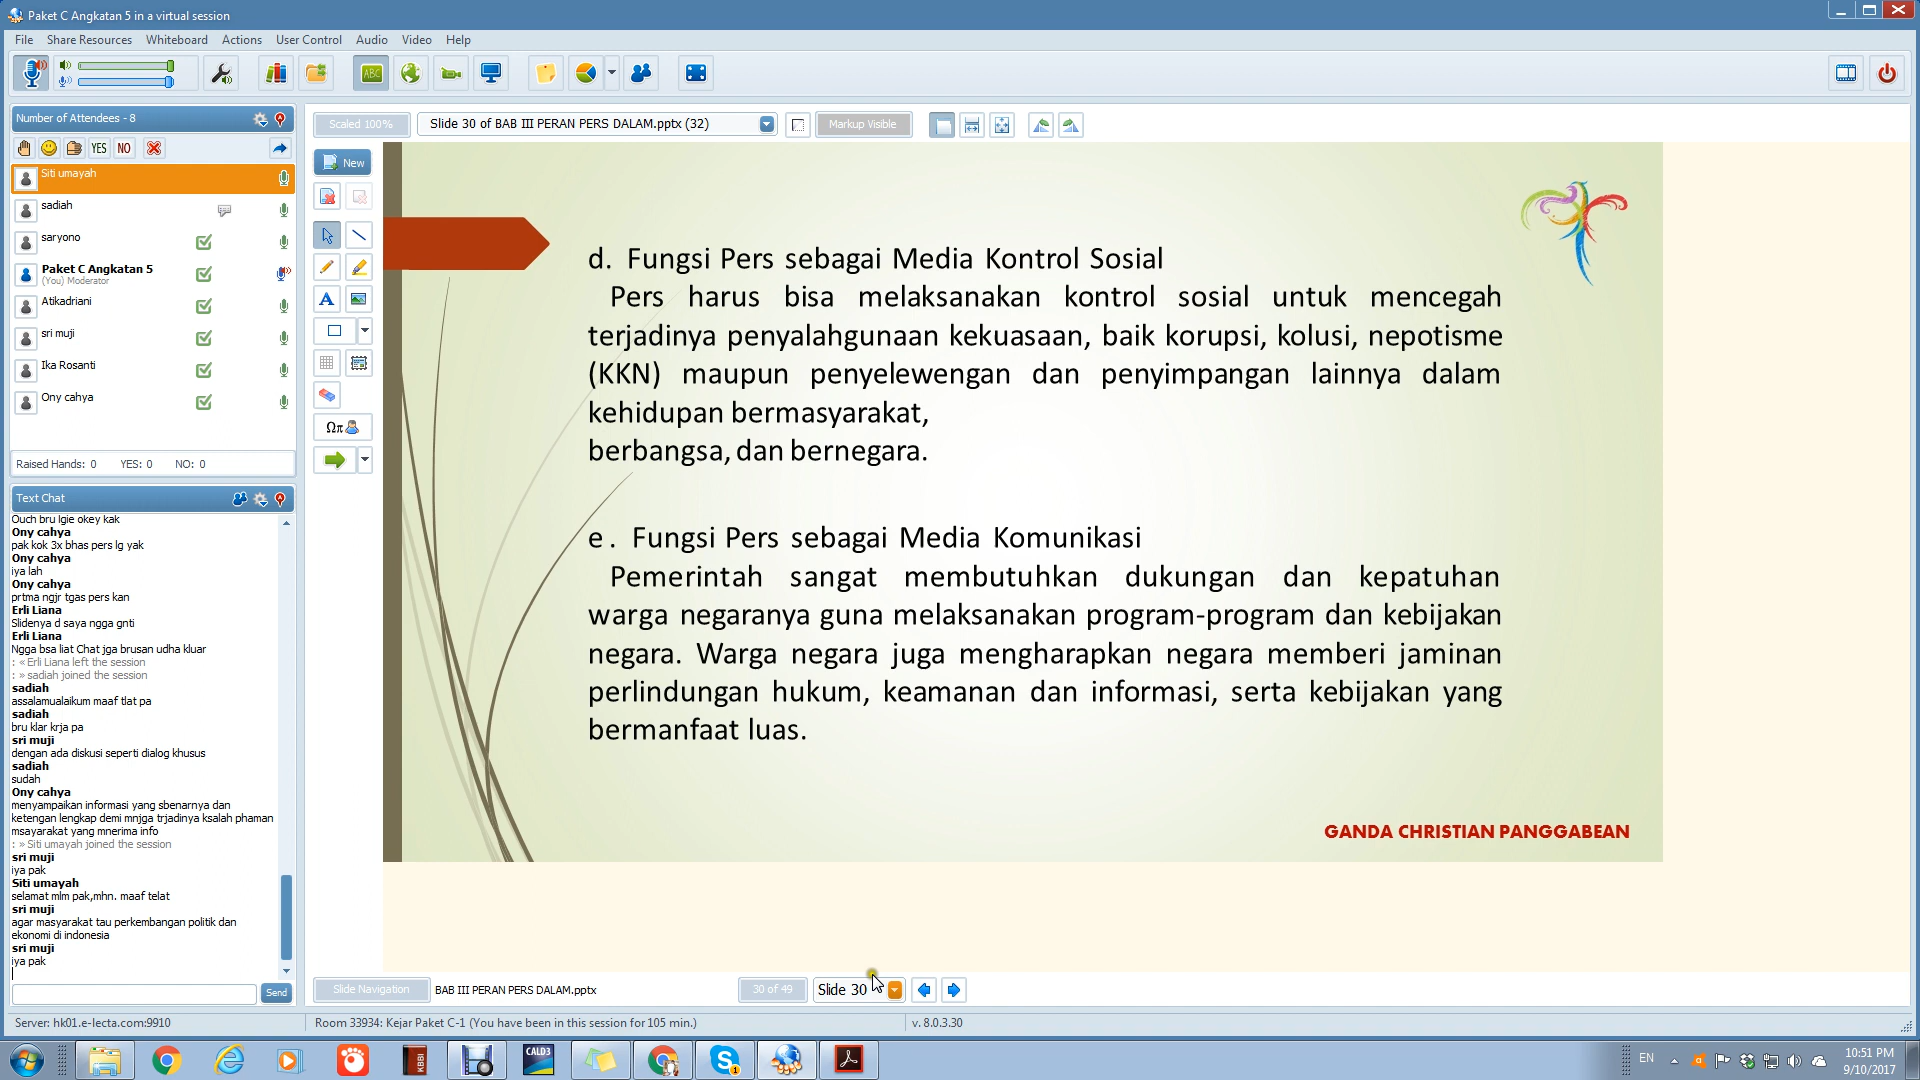 Paket C Angkatan 5 in a virtual session
File Share Resources Whiteboard Actions User Control Audio Video Help
ABC
Number of Attendees - 8
YES NO
Siti umayah
sadiah
saryono
Paket C Angkatan 5
(You) Moderator
Atikadriani
sri muji
Ika Rosanti
Ony cahya
Raised Hands: 0 YES: 0 NO: 0
Text Chat
Ouch bru lgie okey kak
Ony cahya
pak kok 3x bhas pers lg yak
Ony cahya
iya lah
Ony cahya
prtma ngjr tgas pers kan
Erli Liana
Slidenya d saya ngga gnti
Erli Liana
Ngga bsa liat Chat jga brusan udha kluar
: « Erli Liana left the session
: » sadiah joined the session
sadiah
assalamualaikum maaf tlat pa
sadiah
bru klar krja pa
sri muji
dengan ada diskusi seperti dialog khusus
sadiah
sudah
Ony cahya
menyampaikan informasi yang sbenarnya dan
ketengan lengkap demi mnjga trjadinya ksalah phaman
msayarakat yang mnerima info
: » Siti umayah joined the session
sri muji
iya pak
Siti umayah
selamat mlm pak,mhn. maaf telat
sri muji
agar masyarakat tau perkembangan politik dan
ekonomi di indonesia
sri muji
iya pak
Send
Scaled 100% Slide 30 of BAB III PERAN PERS DALAM.pptx (32) Markup Visible
New
A
Ωπ
d. Fungsi Pers sebagai Media Kontrol Sosial
Pers harus bisa melaksanakan kontrol sosial untuk mencegah
terjadinya penyalahgunaan kekuasaan, baik korupsi, kolusi, nepotisme
(KKN) maupun penyelewengan dan penyimpangan lainnya dalam
kehidupan bermasyarakat,
berbangsa, dan bernegara.
e . Fungsi Pers sebagai Media Komunikasi
Pemerintah sangat membutuhkan dukungan dan kepatuhan
warga negaranya guna melaksanakan program-program dan kebijakan
negara. Warga negara juga mengharapkan negara memberi jaminan
perlindungan hukum, keamanan dan informasi, serta kebijakan yang
bermanfaat luas.
GANDA CHRISTIAN PANGGABEAN
Slide Navigation BAB III PERAN PERS DALAM.pptx 30 of 49 Slide 30
Server: hk01.e-lecta.com:9910 Room 33934: Kejar Paket C-1 (You have been in this session for 105 min.) v. 8.0.3.30
KBBI CALD3 EN 10:51 PM
9/10/2017